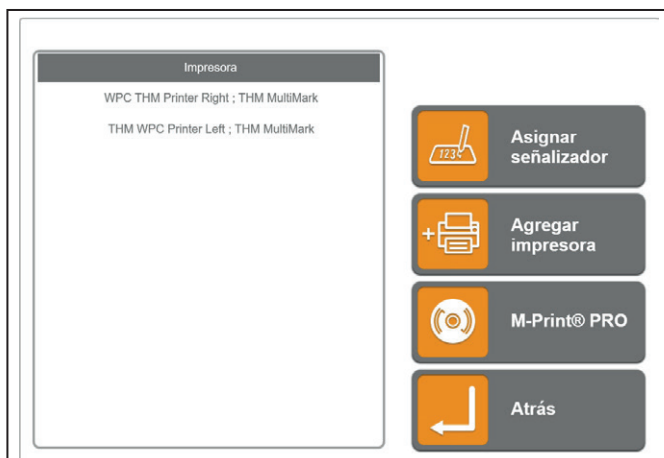 Impresora
WPC THM Printer Right ; THM MultiMark
THM WPC Printer Left ; THM MultiMark
123
Asignar
señalizador
Agregar
impresora
M-Print® PRO
Atrás